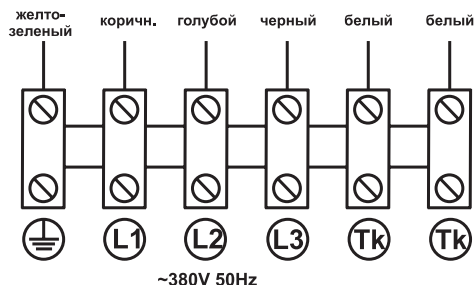 желто-
зеленый
коричн.
голубой
черный
белый
белый
L1
L2
L3
Tk
Tk
~380V 50Hz